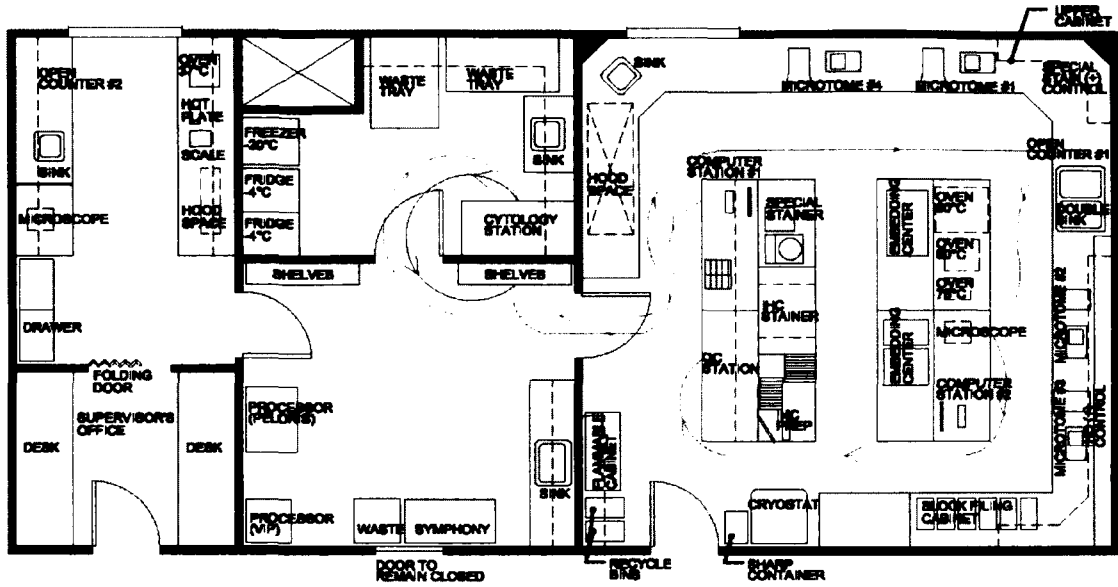 UPPER
CABINET
OPEN
COUNTER #2
OVEN
37°C
HOT
PLATE
SCALE
SINK
MICROSCOPE
HOOD
SPACE
DRAWER
FOLDING
DOOR
SUPERVISOR'S
OFFICE
DESK
DESK
WASTE
TRAY
WASTE
TRAY
FREEZER
-20°C
FRIDGE
-4°C
FRIDGE
-4°C
SINK
CYTOLOGY
STATION
SHELVES
SHELVES
PROCESSOR
(PELORIS)
PROCESSOR
(VIP)
WASTE
SYMPHONY
SINK
DOOR TO
REMAIN CLOSED
SINK
HOOD
SPACE
MICROTOME #4
MICROTOME #1
SPECIAL
STAIN
CONTROL
OPEN
COUNTER #1
DOUBLE
SINK
COMPUTER
STATION #1
SPECIAL
STAINER
IHC
STAINER
QC
STATION
IHC
PREP
EMBEDDING
CENTER
EMBEDDING
CENTER
OVEN
60°C
OVEN
60°C
OVEN
75°C
MICROSCOPE
COMPUTER
STATION #2
MICROTOME #2
MICROTOME #3
CONTROL
FLAMMABLE
CABINET
CRYOSTAT
BLOCK FILING
CABINET
RECYCLE
BINS
SHARP
CONTAINER